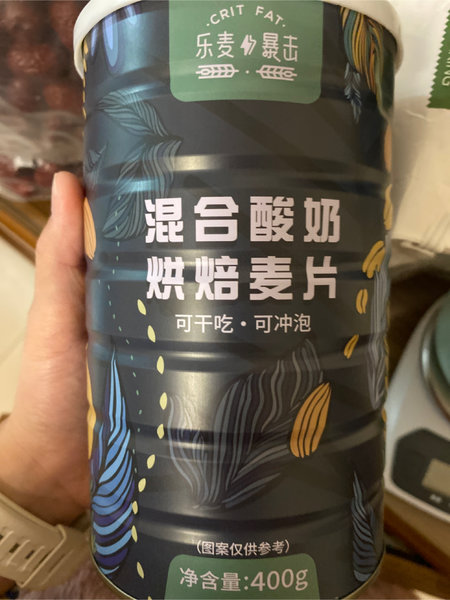 ·CRIT FAT·
乐麦暴击
混合酸奶
烘焙麦片
可干吃·可冲泡
(图案仅供参考)
净含量:400g